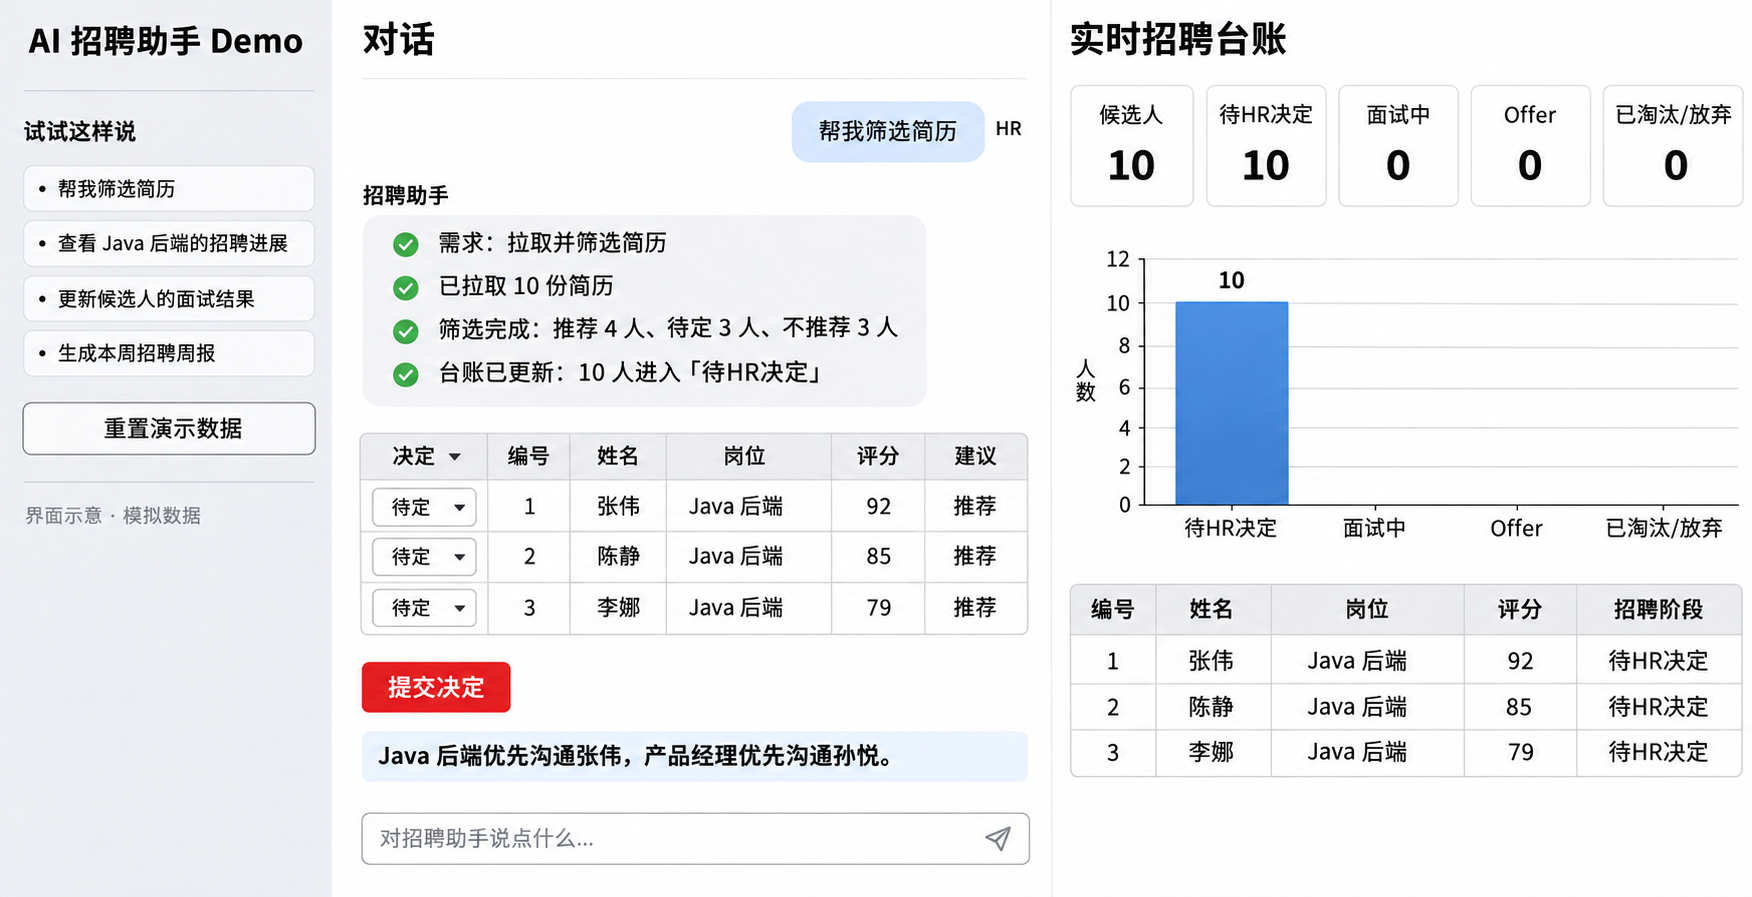 AI 招聘助手 Demo
试试这样说
• 帮我筛选简历
• 查看 Java 后端的招聘进展
• 更新候选人的面试结果
• 生成本周招聘周报
重置演示数据
界面示意 · 模拟数据
对话
帮我筛选简历 HR
招聘助手
需求：拉取并筛选简历
已拉取 10 份简历
筛选完成：推荐 4 人、待定 3 人、不推荐 3 人
台账已更新：10 人进入「待HR决定」
决定 编号 姓名 岗位 评分 建议
待定 1 张伟 Java 后端 92 推荐
待定 2 陈静 Java 后端 85 推荐
待定 3 李娜 Java 后端 79 推荐
提交决定
Java 后端优先沟通张伟，产品经理优先沟通孙悦。
对招聘助手说点什么...
实时招聘台账
候选人 待HR决定 面试中 Offer 已淘汰/放弃
10 10 0 0 0
人数
12
10
8
6
4
2
0
10
待HR决定 面试中 Offer 已淘汰/放弃
编号 姓名 岗位 评分 招聘阶段
1 张伟 Java 后端 92 待HR决定
2 陈静 Java 后端 85 待HR决定
3 李娜 Java 后端 79 待HR决定